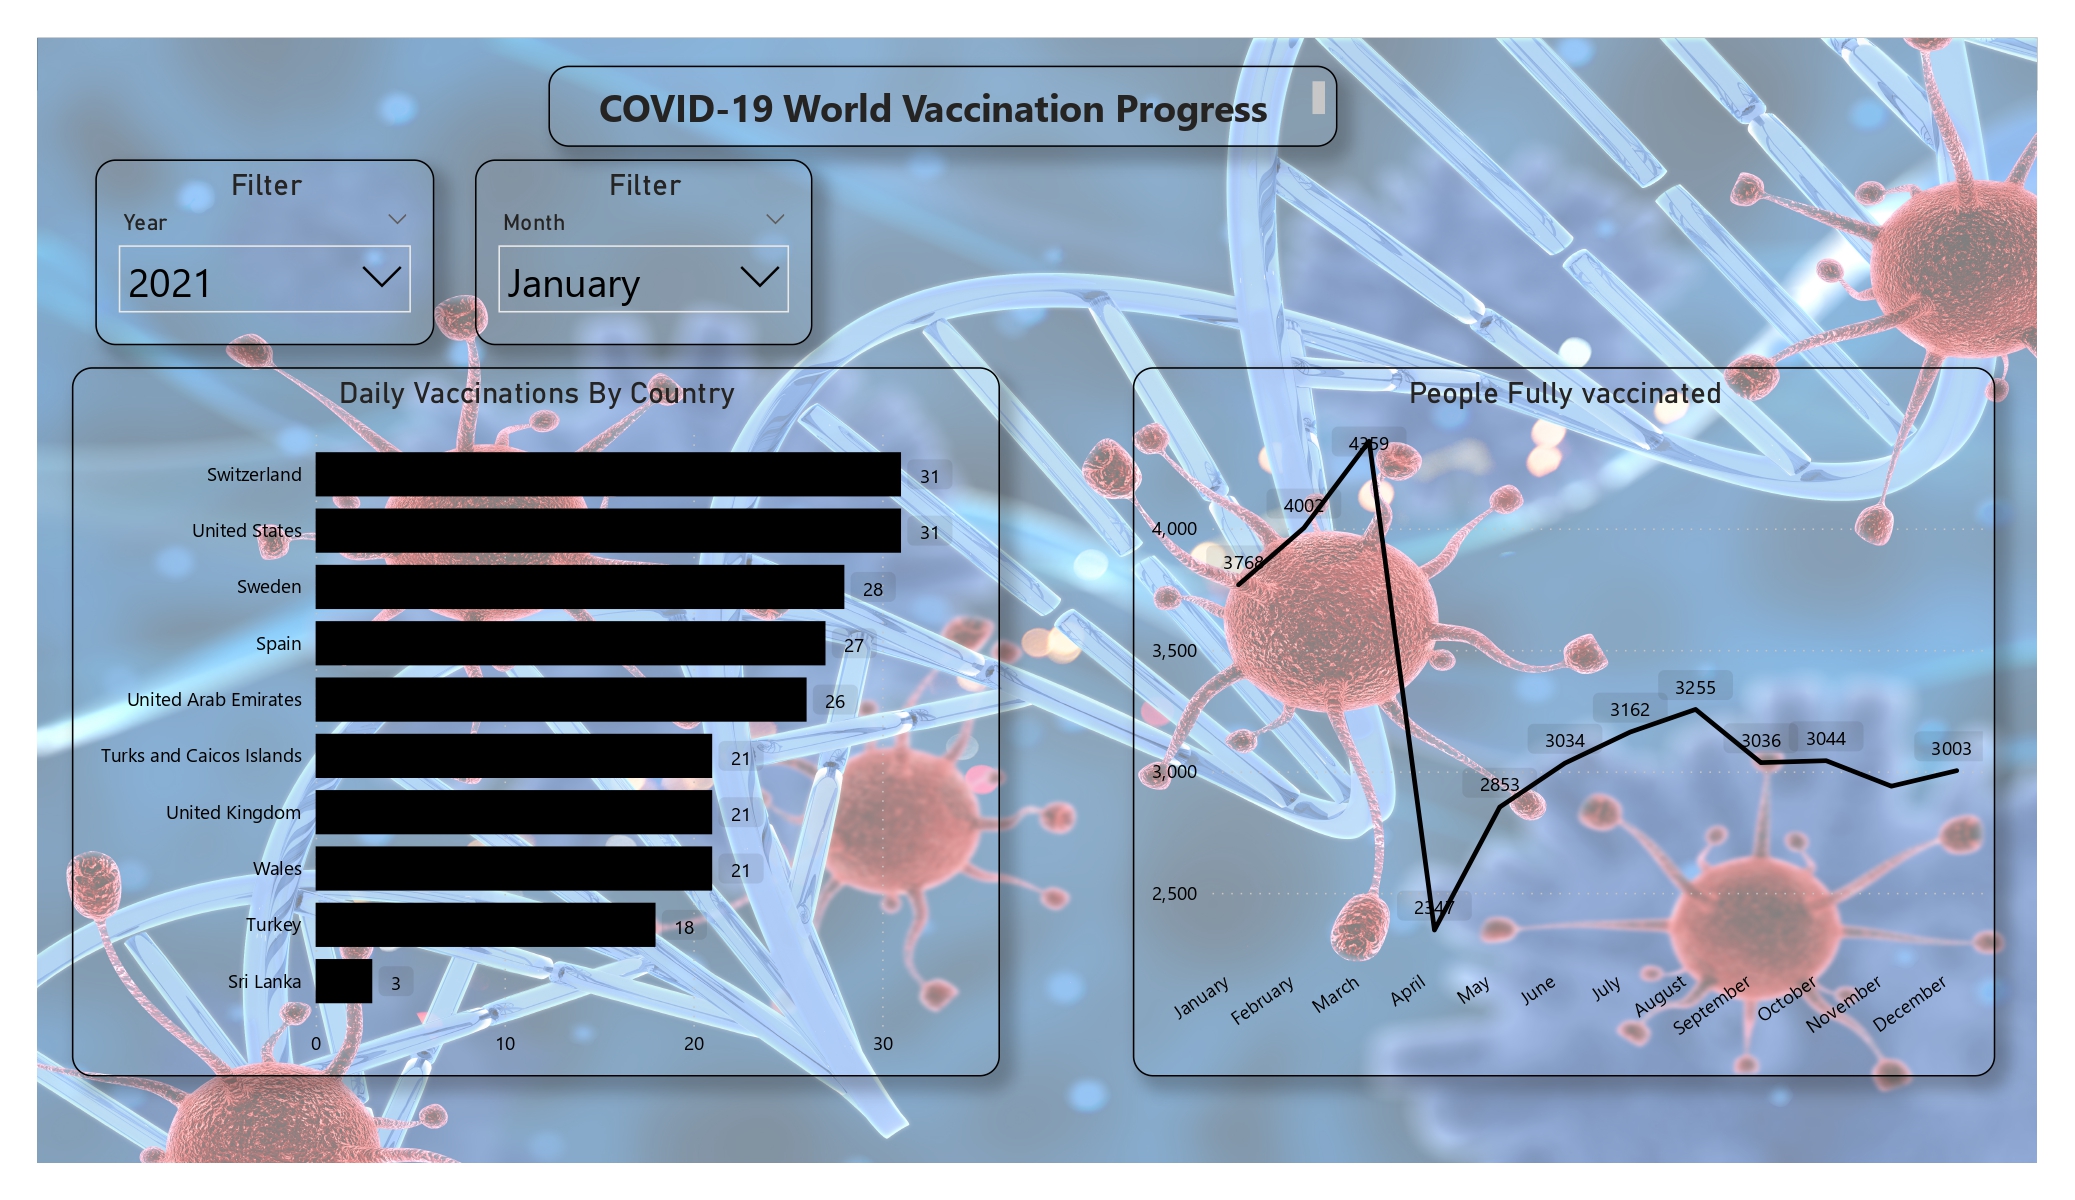 COVID-19 World Vaccination Progress
Filter
Year
2021
Filter
Month
January
Daily Vaccinations By Country
Switzerland 31
United States 31
Sweden 28
Spain 27
United Arab Emirates 26
Turks and Caicos Islands 21
United Kingdom 21
Wales 21
Turkey 18
Sri Lanka 3
0 10 20 30
People Fully vaccinated
4359
4002
4,000
3768
3,500
3255
3162
3034 3036 3044 3003
3,000
2853
2,500
2347
January February March April May June July August September October November December